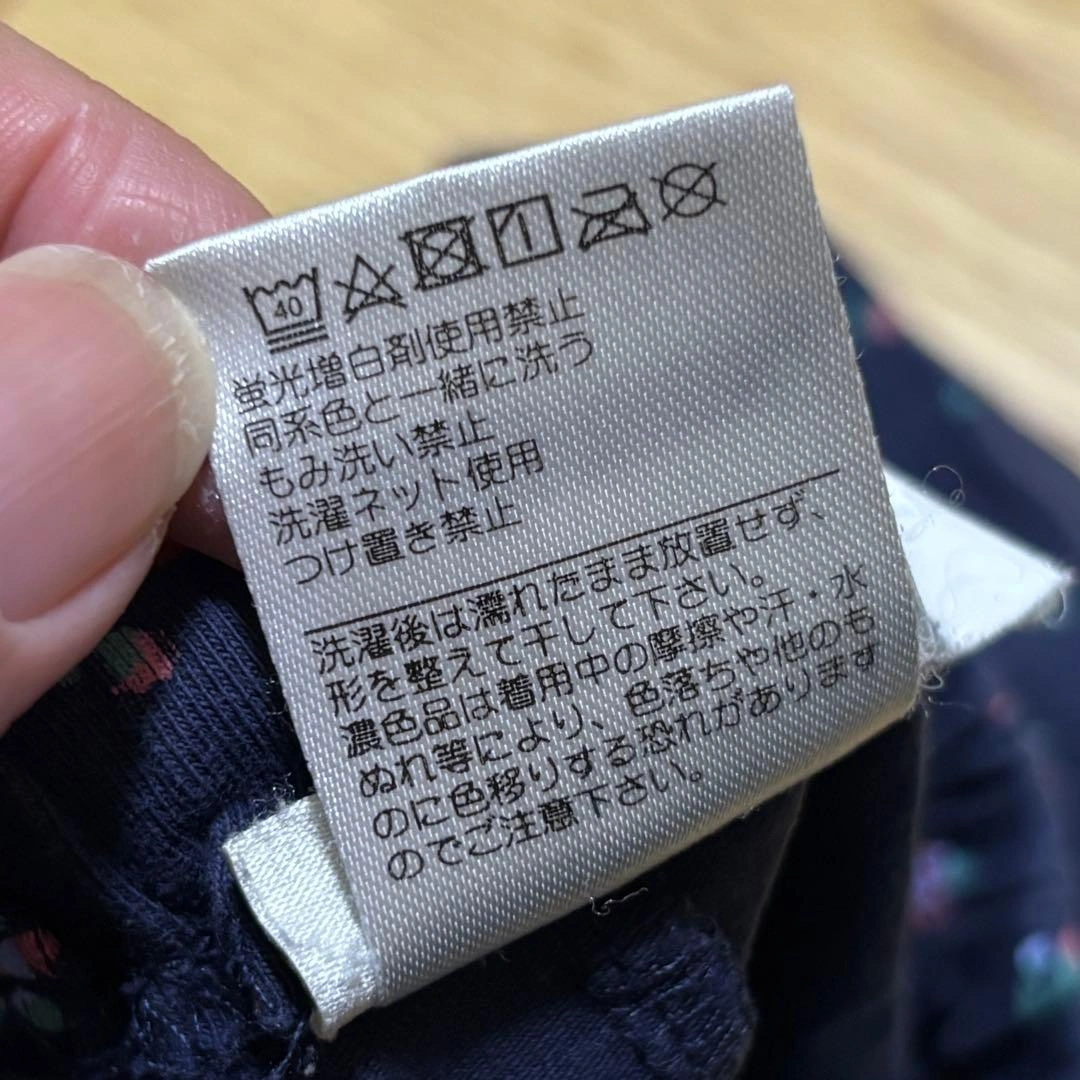 40
蛍光増白剤使用禁止
同系色と一緒に洗う
もみ洗い禁止
洗濯ネット使用
つけ置き禁止
洗濯後は濡れたまま放置せず、
形を整えて干して下さい。
濃色品は着用中の摩擦や汗・水
ぬれ等により、色落ちや他のも
のに色移りする恐れがあります
のでご注意下さい。